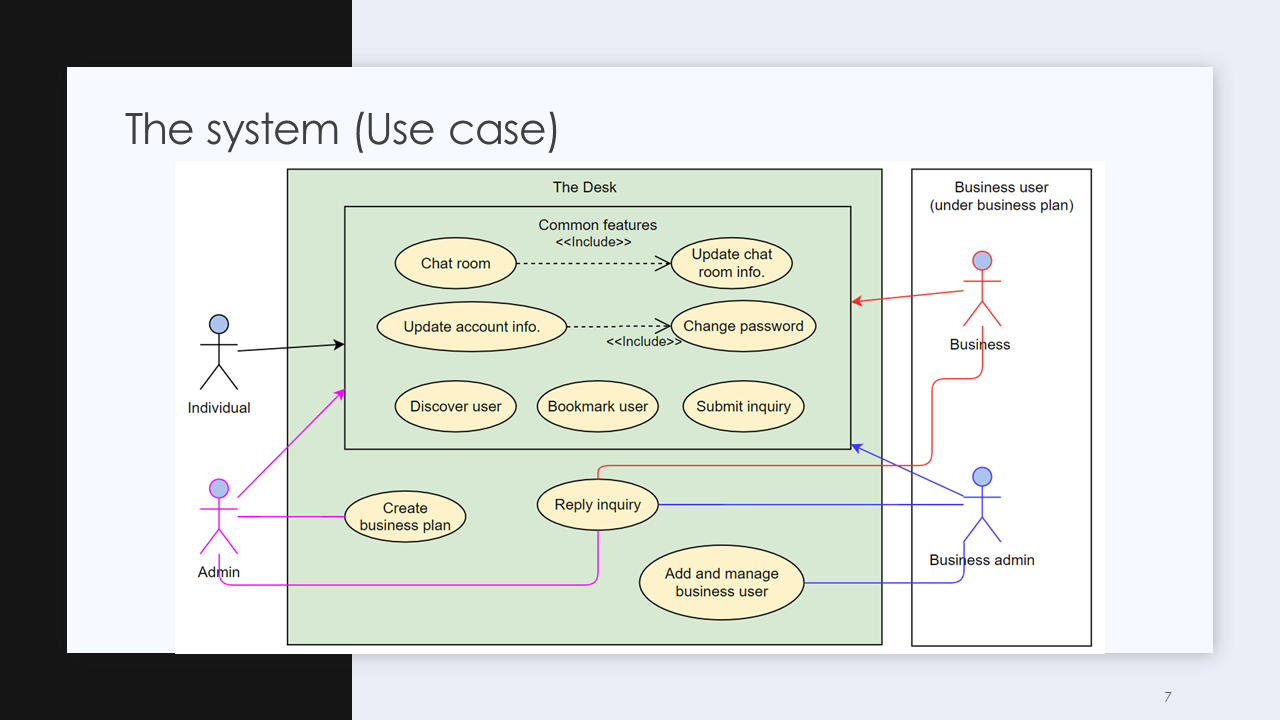 The system (Use case)
The Desk
Business user
(under business plan)
Common features
<<Include>>
Chat room
Update chat
room info.
Update account info.
Change password
<<Include>>
Business
Individual
Discover user
Bookmark user
Submit inquiry
Create
business plan
Reply inquiry
Admin
Business admin
Add and manage
business user
7